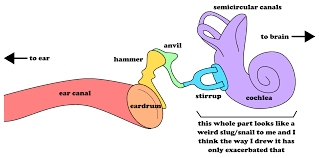 semicircular canals
anvil
to brain
hammer
to ear
ear canal
eardrum
stirrup
cochlea
this whole part looks like a
weird slug/snail to me and I
think the way I drew it has
only exacerbated that